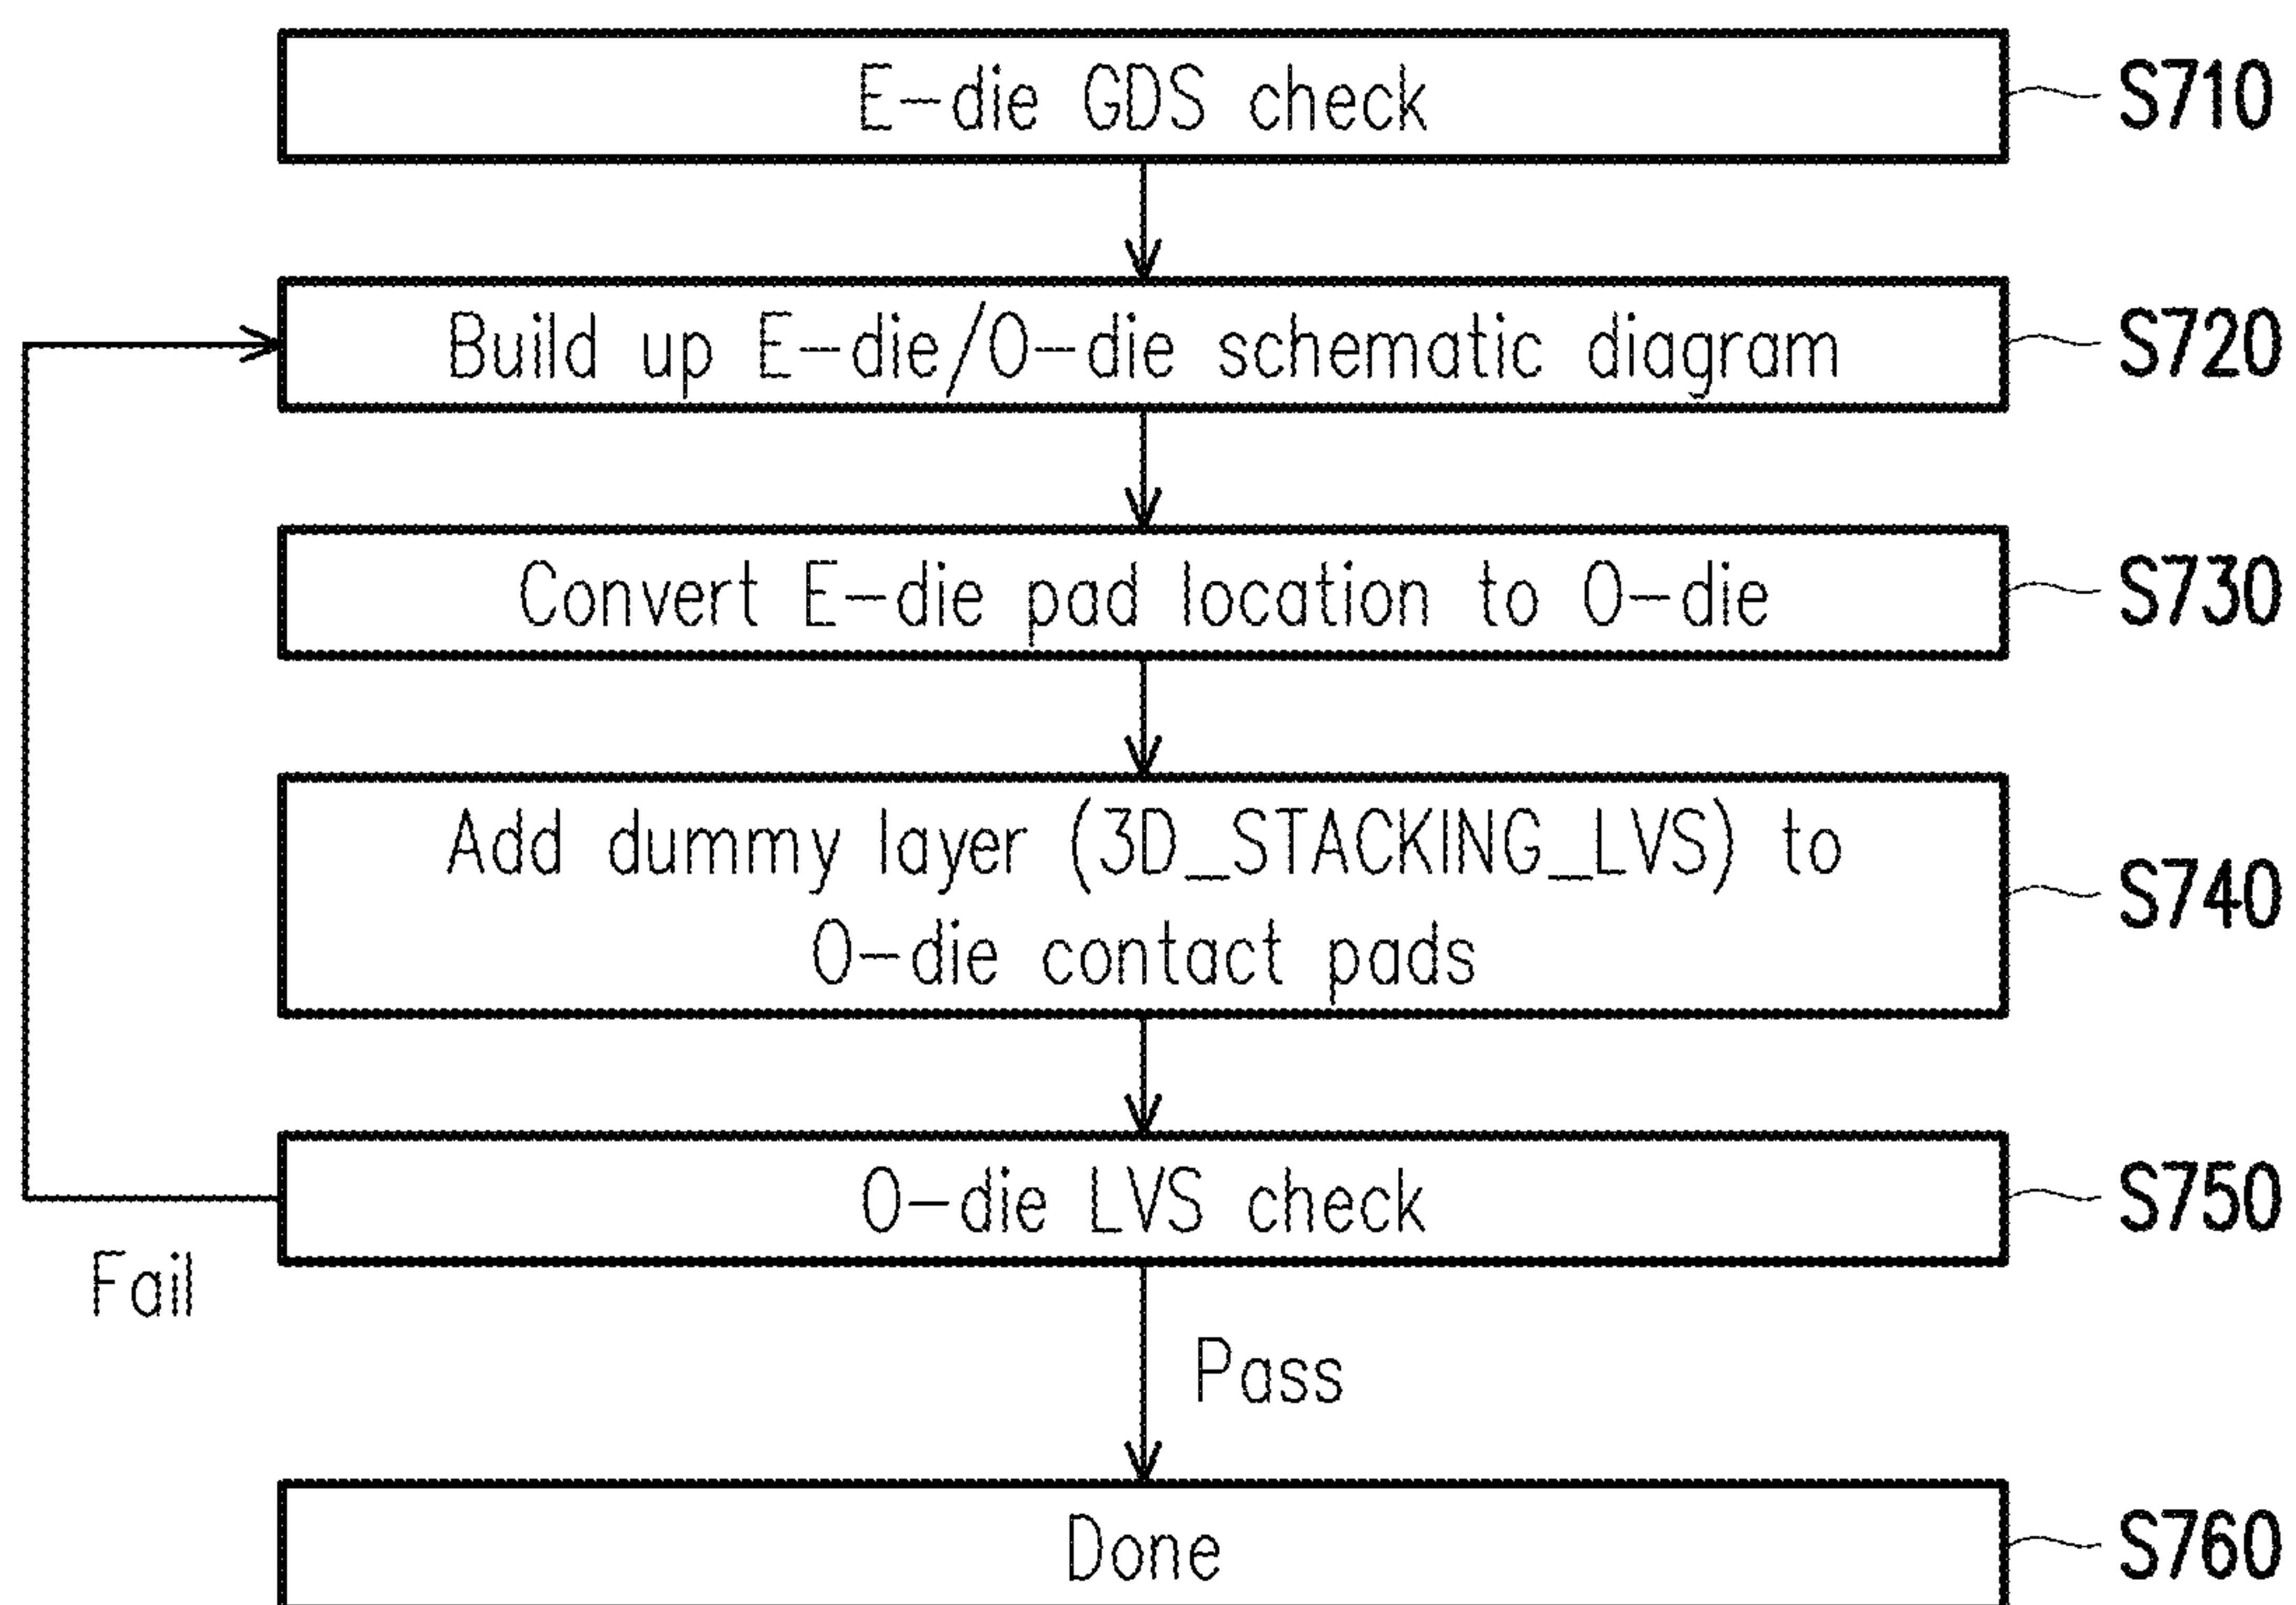 E-die GDS check
S710
Build up E-die/O-die schematic diagram
S720
Convert E-die pad location to O-die
S730
Add dummy layer (3D_STACKING_LVS) to
O-die contact pads
S740
O-die LVS check
S750
Fail
Pass
Done
S760